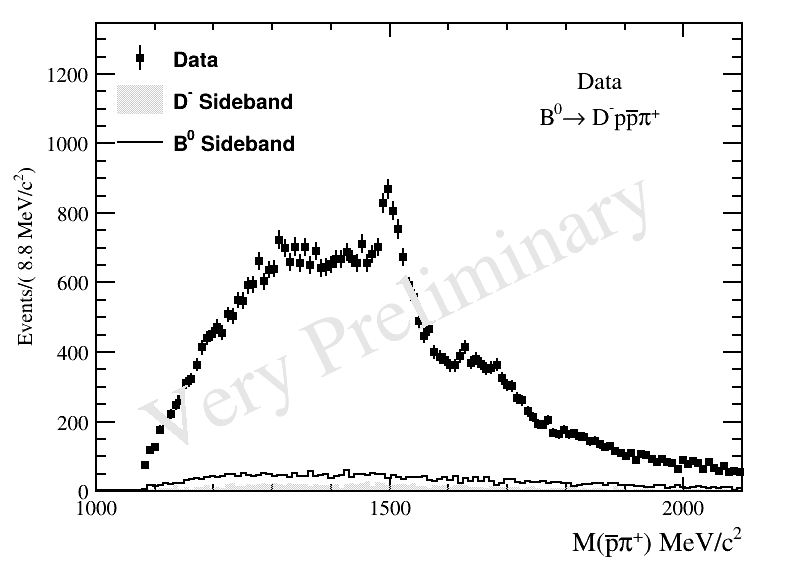 1200
1000
800
600
400
200
0
1000
1500
2000
Events/( 8.8 MeV/c²)
Data
D⁻ Sideband
B⁰ Sideband
Data
B⁰→ D⁻pp̅π⁺
Very Preliminary
M(p̅π⁺) MeV/c²